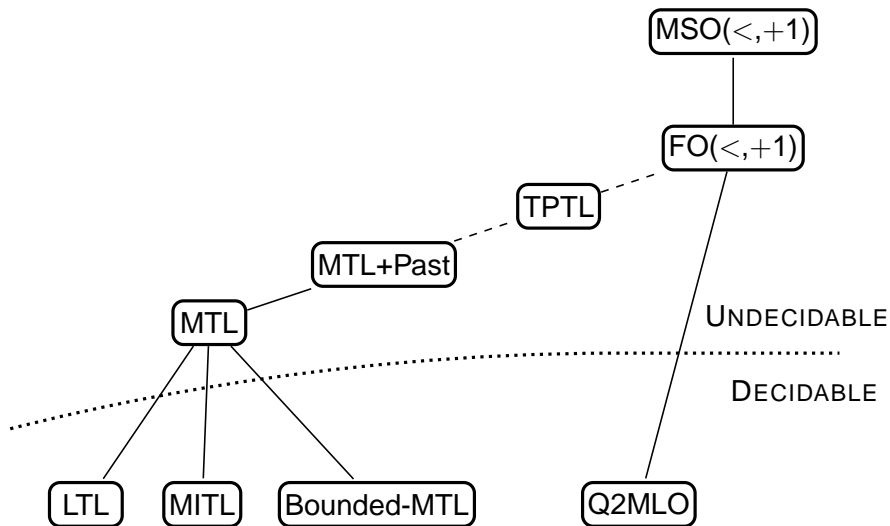 MSO(<,+1)
FO(<,+1)
TPTL
MTL+Past
MTL
UNDECIDABLE
DECIDABLE
LTL
MITL
Bounded-MTL
Q2MLO